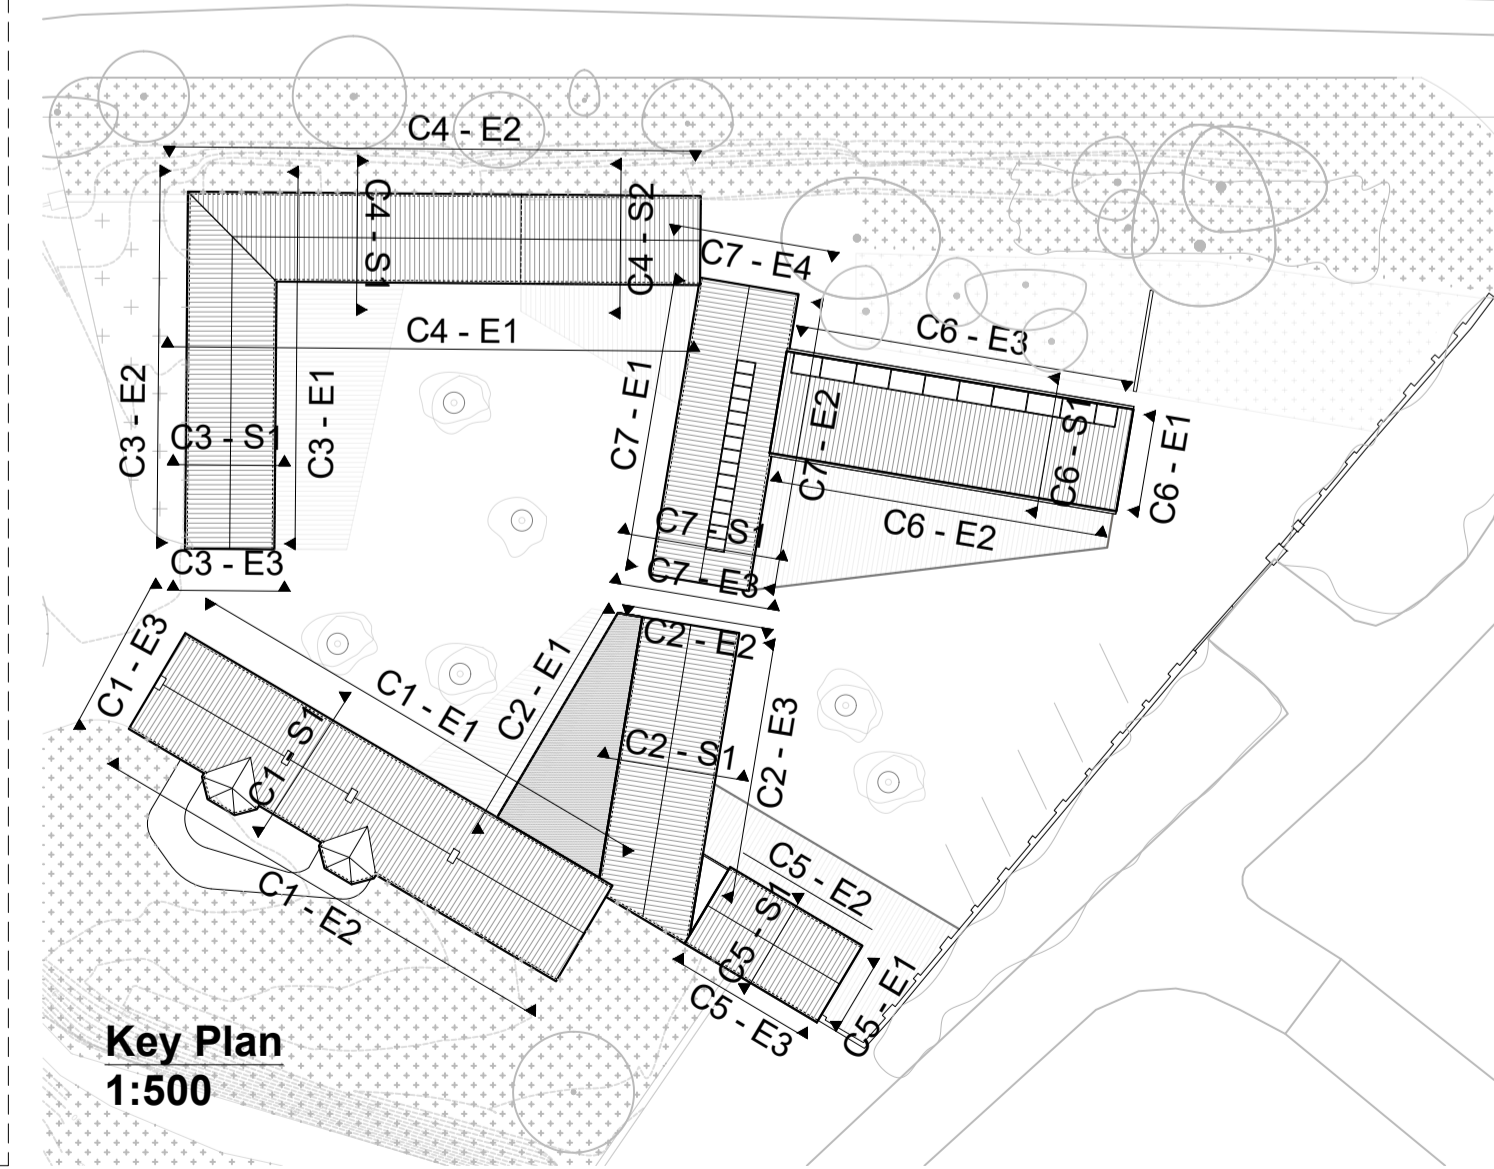 C4 - E2
C4 - S1
C4 - S2
C7 - E4
C4 - E1
C6 - E3
C3 - E2
C3 - S1
C3 - E1
C7 - E1
C7 - E2
C6 - S1
C6 - E1
C7 - S1
C6 - E2
C3 - E3
C7 - E3
C1 - E3
C2 - E1
C2 - E2
C1 - E1
C1 - S1
C2 - S1
C2 - E3
C1 - E2
C5 - E2
C5 - S1
C5 - E3
C5 - E1
Key Plan
1:500